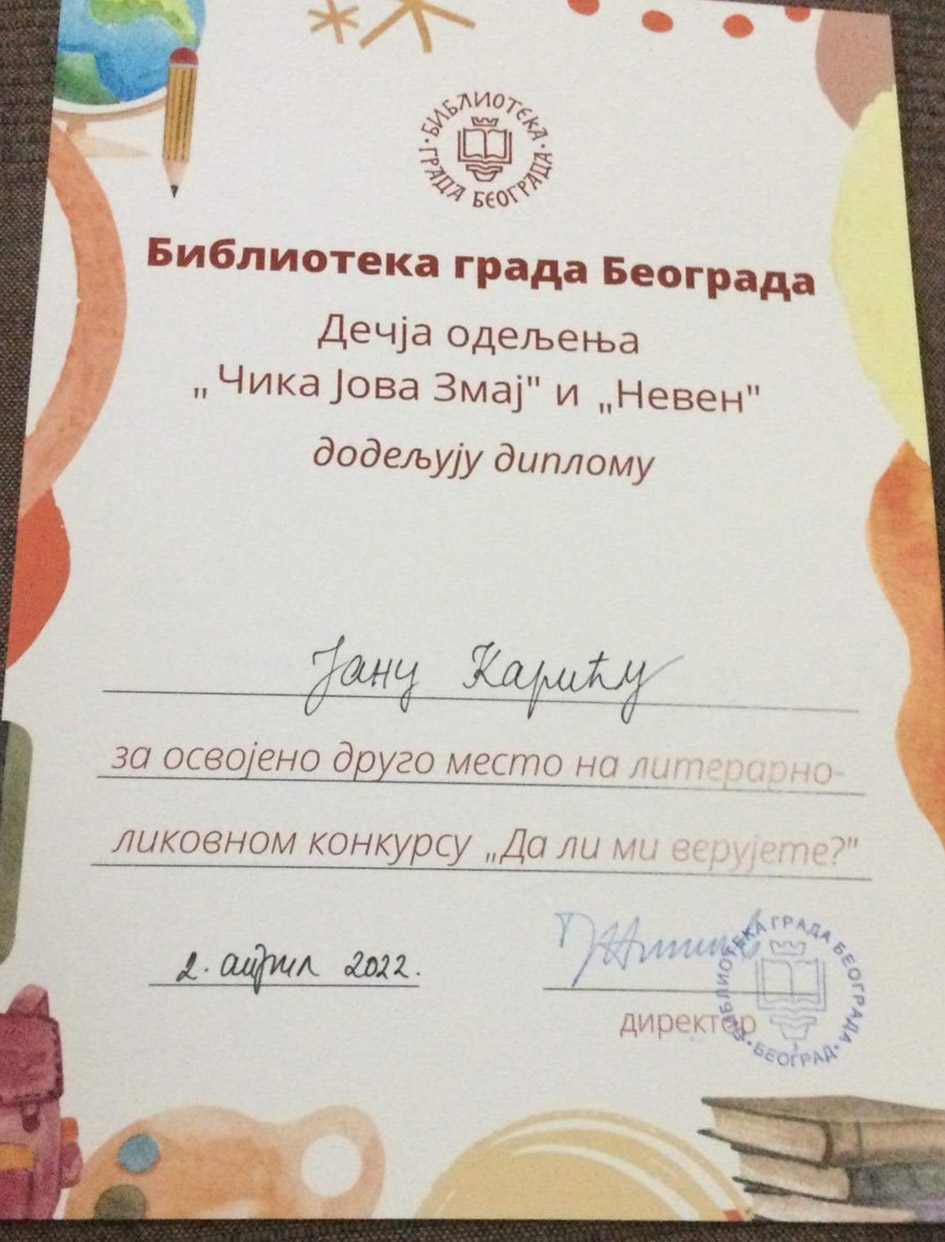 БИБЛИОТЕКА ГРАДА БЕОГРАДА
Библиотека града Београда
Дечја одељења
„Чика Јова Змај" и „Невен"
додељују диплому
Јану Карићу
за освојено друго место на литерарно-
ликовном конкурсу „Да ли ми верујете?"
2. април 2022.
директор
БИБЛИОТЕКА ГРАДА БЕОГРАДА · БЕОГРАД ·